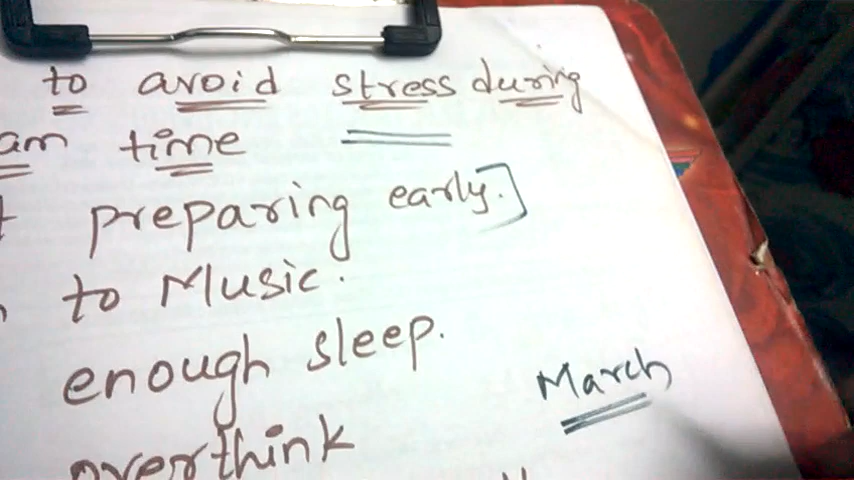 to avoid stress during
am time
preparing early.]
to Music.
enough sleep.
March
overthink